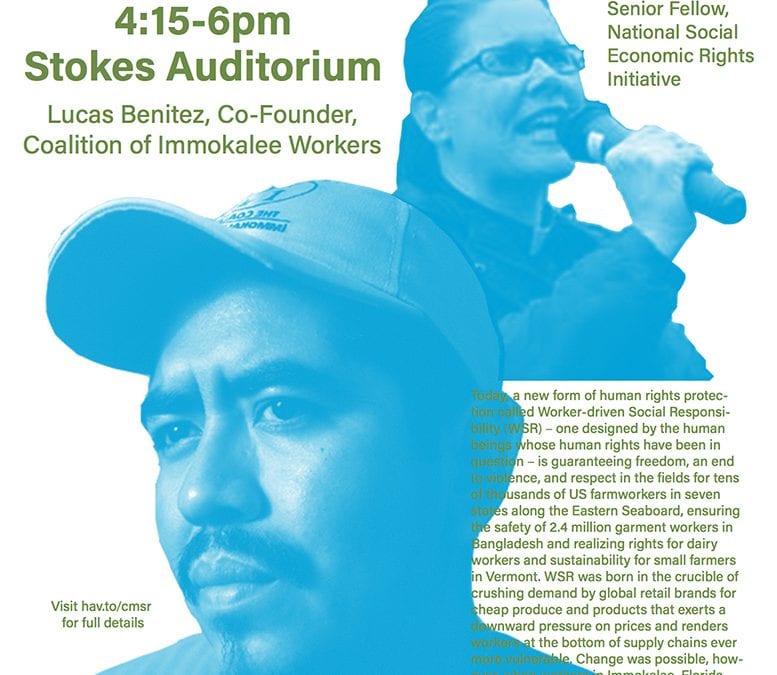 4:15-6pm
Stokes Auditorium
Lucas Benitez, Co-Founder,
Coalition of Immokalee Workers
Senior Fellow,
National Social
Economic Rights
Initiative
Today, a new form of human rights protec-
tion called Worker-driven Social Responsi-
bility (WSR) – one designed by the human
beings whose human rights have been in
question – is guaranteeing freedom, an end
to violence, and respect in the fields for tens
of thousands of US farmworkers in seven
states along the Eastern Seaboard, ensuring
the safety of 2.4 million garment workers in
Bangladesh and realizing rights for dairy
workers and sustainability for small farmers
in Vermont. WSR was born in the crucible of
crushing demand by global retail brands for
cheap produce and products that exerts a
downward pressure on prices and renders
workers at the bottom of supply chains ever
more vulnerable. Change was possible, how-
in Immokalee, Florida
Visit hav.to/cmsr
for full details